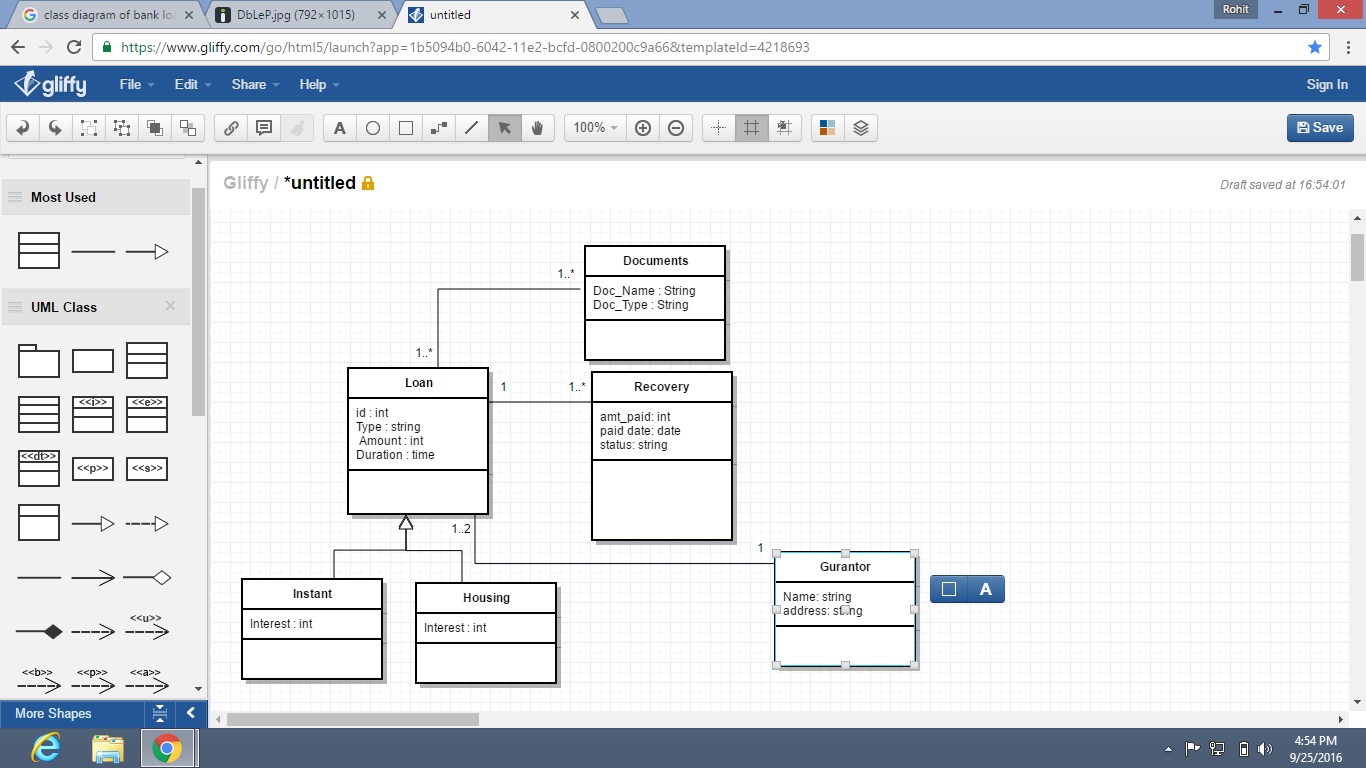 class diagram of bank lo
DbLeP.jpg (792×1015)
untitled
Rohit
https://www.gliffy.com/go/html5/launch?app=1b5094b0-6042-11e2-bcfd-0800200c9a66&templateId=4218693
gliffy
File
Edit
Share
Help
Sign In
A
100%
Save
Most Used
UML Class
<<i>>
<<e>>
<<dt>>
<<p>>
<<s>>
<<u>>
<<b>>
<<p>>
<<a>>
More Shapes
Gliffy / *untitled
Draft saved at 16:54:01
Documents
1..*
Doc_Name : String
Doc_Type : String
1..*
Loan
1
1..*
Recovery
id : int
Type : string
Amount : int
Duration : time
amt_paid: int
paid date: date
status: string
1..2
1
Gurantor
Name: string
address: string
A
Instant
Interest : int
Housing
Interest : int
4:54 PM
9/25/2016